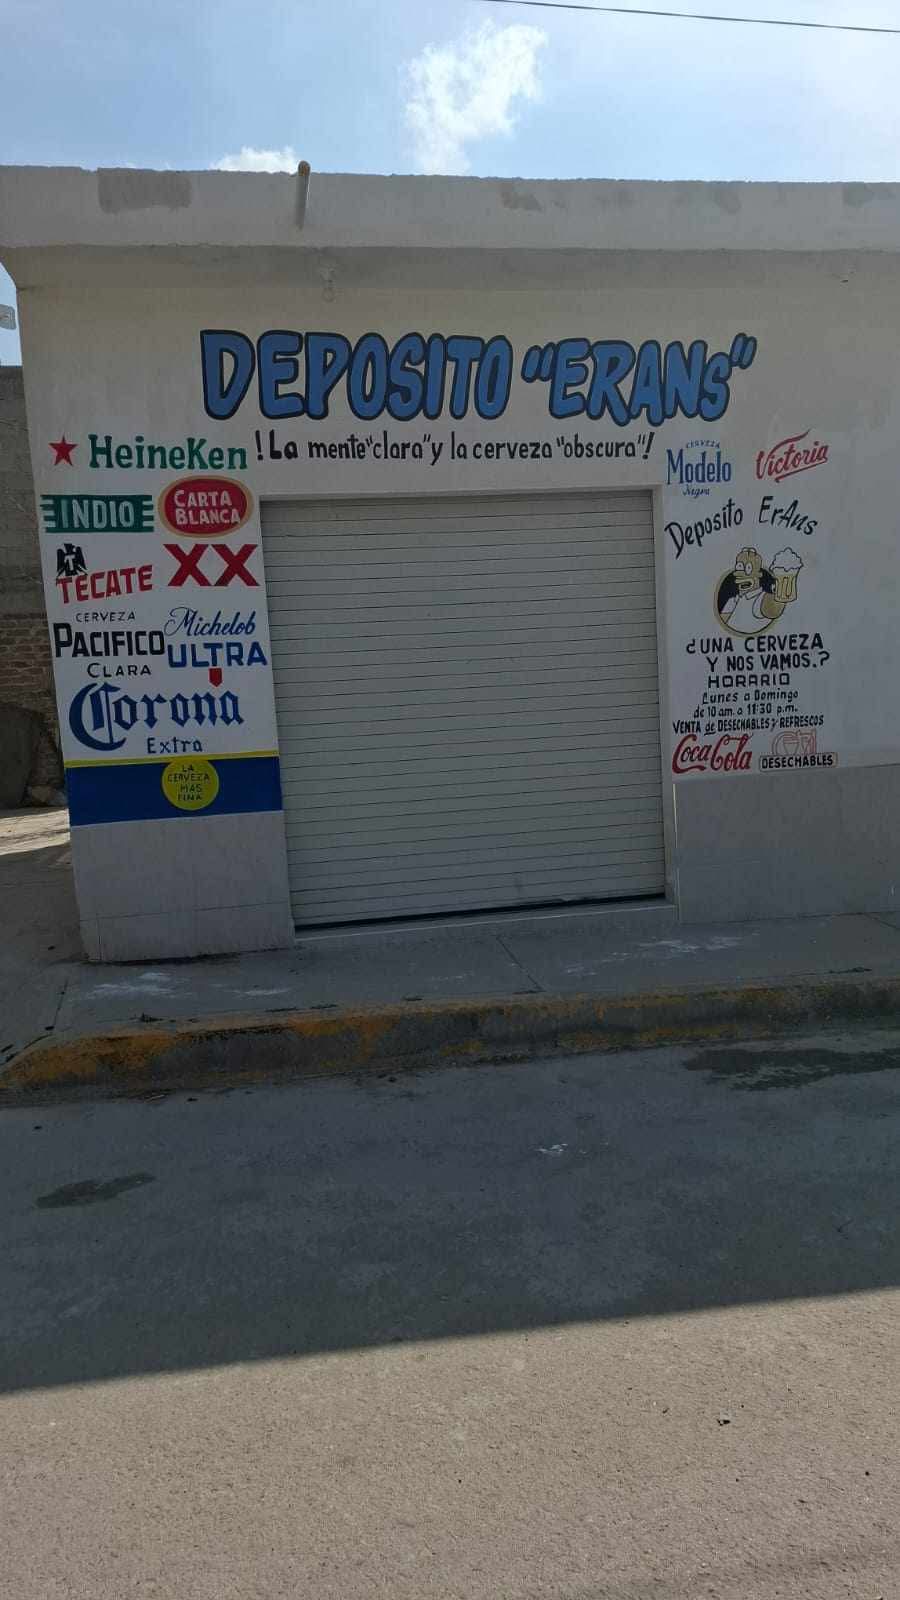 DEPOSITO "ERANS"
!La mente "clara" y la cerveza "obscura"!
HeineKen
INDIO
CARTA
BLANCA
TECATE
XX
CERVEZA
PACIFICO
CLARA
Michelob
ULTRA
Corona
Extra
LA
CERVEZA
MAS
FINA
CERVEZA
Modelo
Negra
Victoria
Deposito ErAns
¿UNA CERVEZA
Y NOS VAMOS.?
HORARIO
Lunes a Domingo
de 10 am. a 11:30 p.m.
VENTA de DESECHABLES y REFRESCOS
CocaCola
DESECHABLES